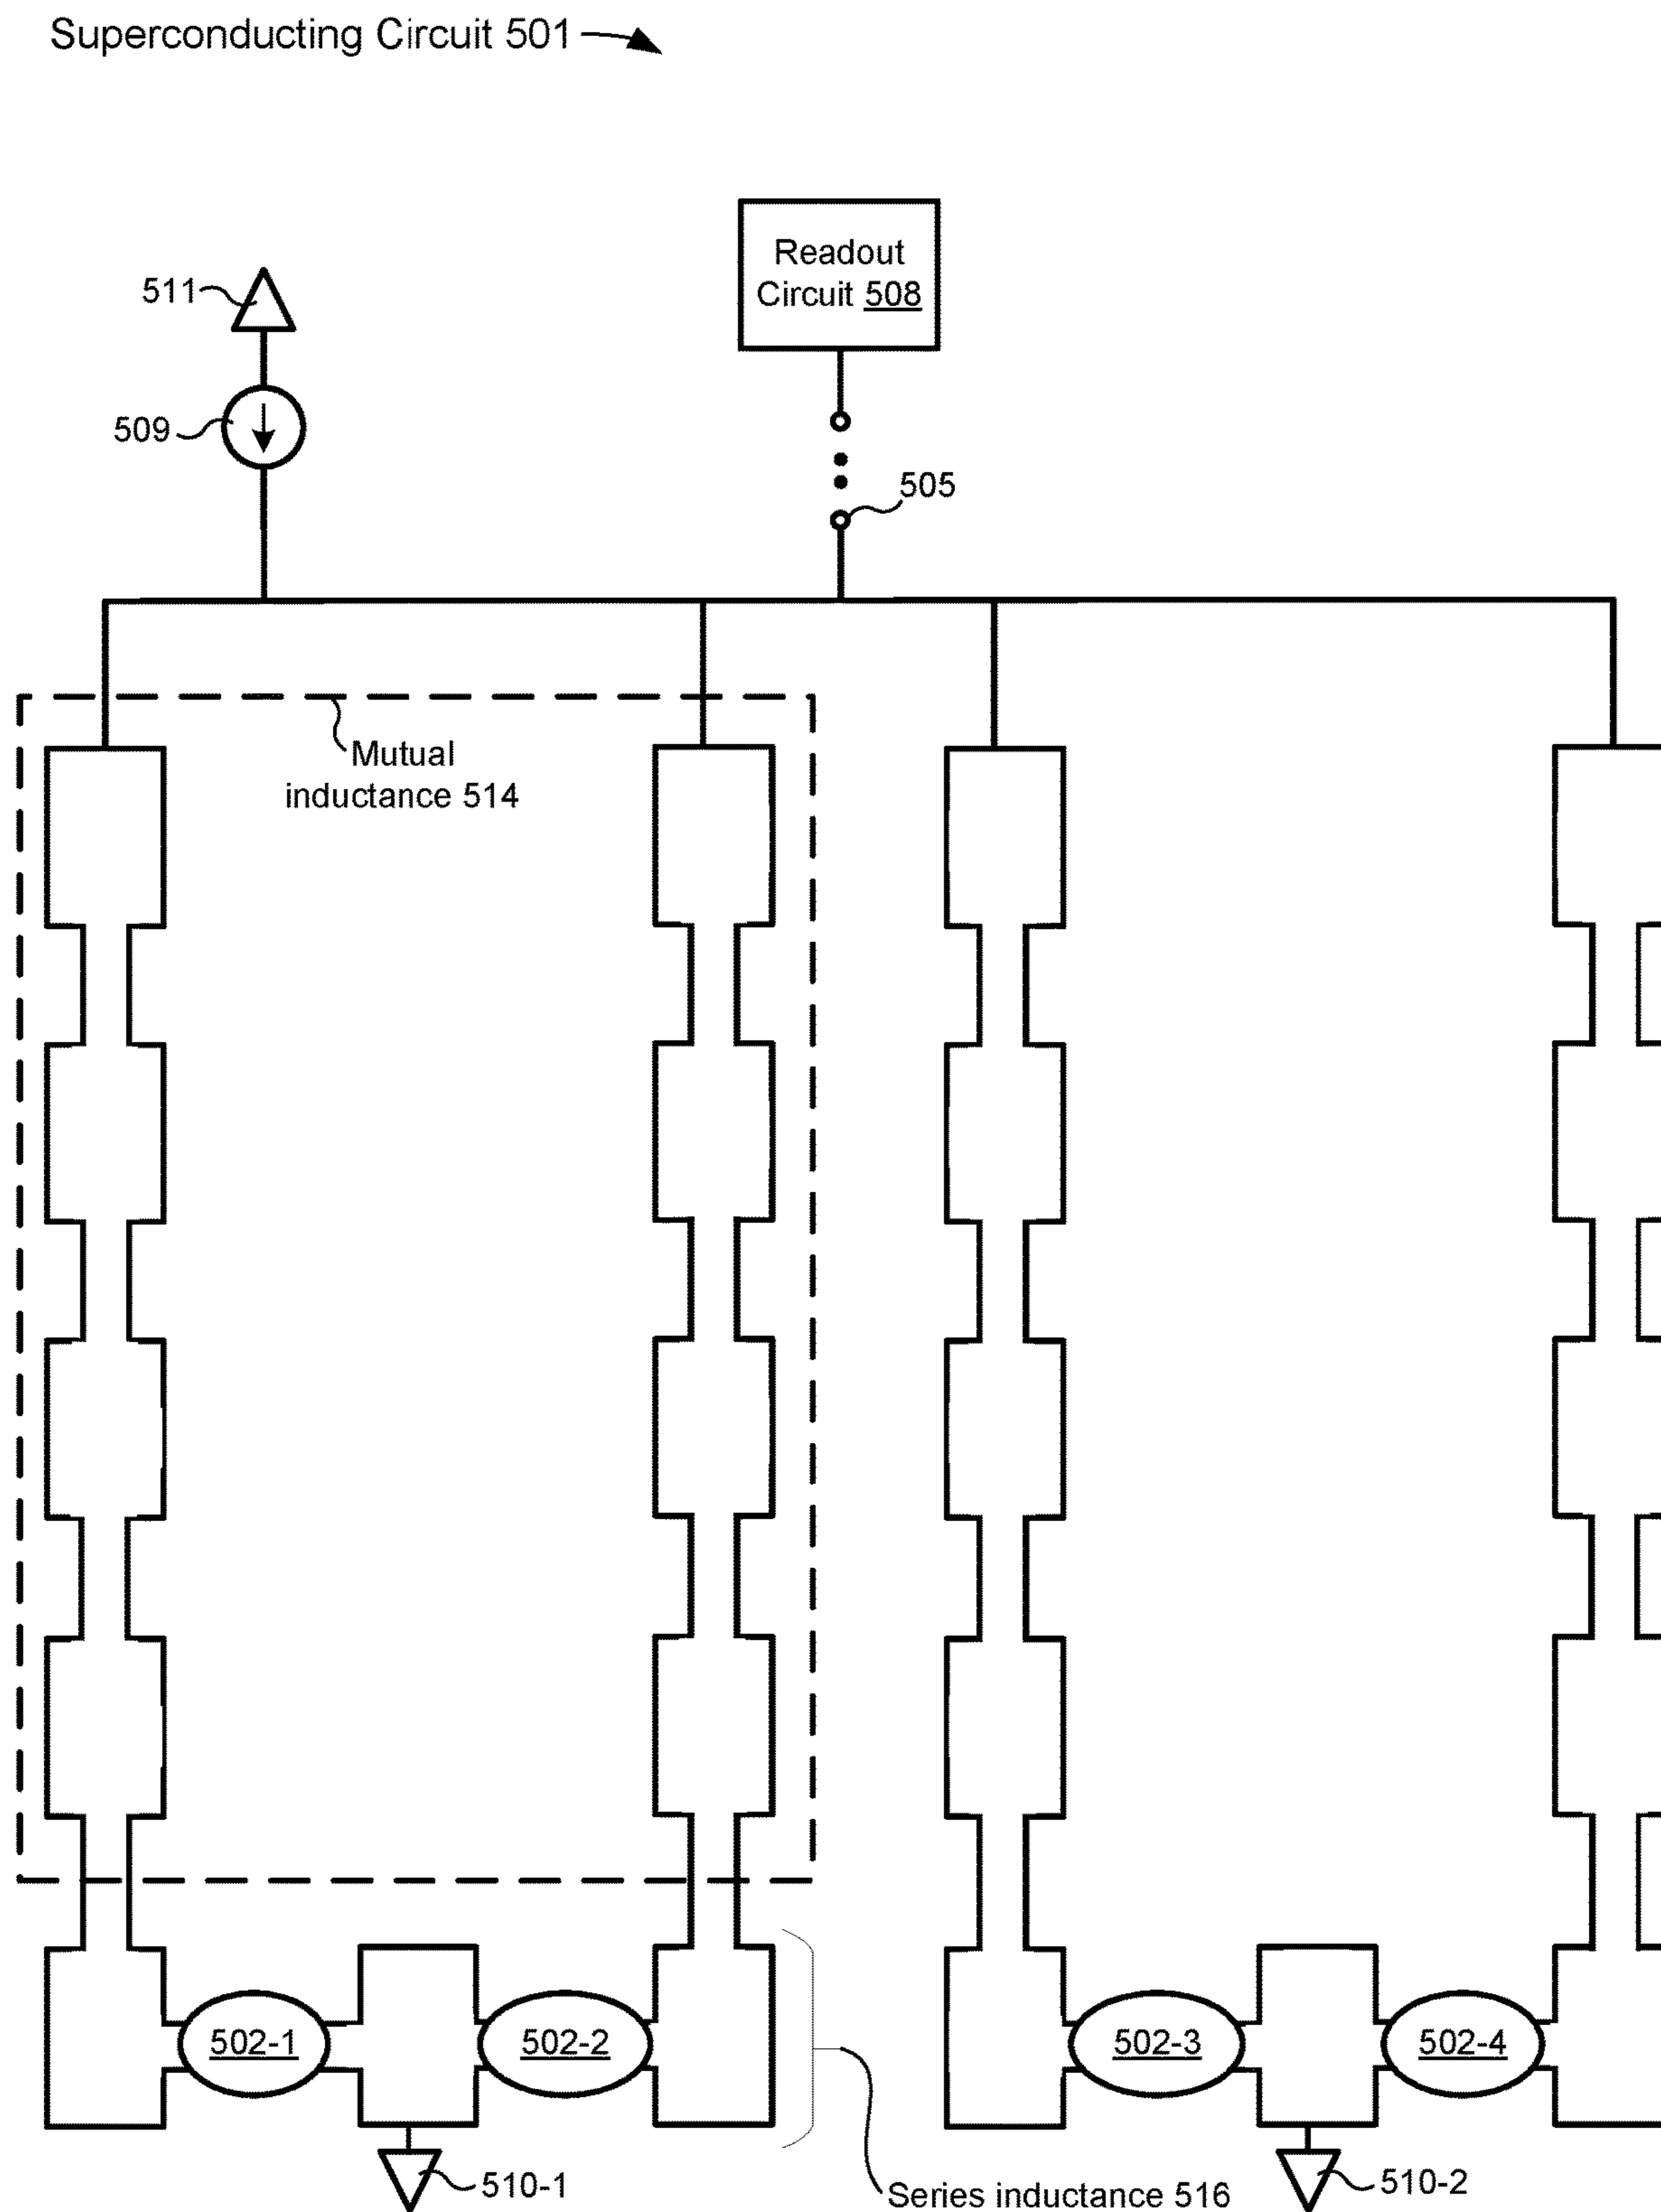 Superconducting Circuit 501
Readout
Circuit 508
511
509
505
Mutual
inductance 514
502-1
502-2
502-3
502-4
510-1
510-2
Series inductance 516